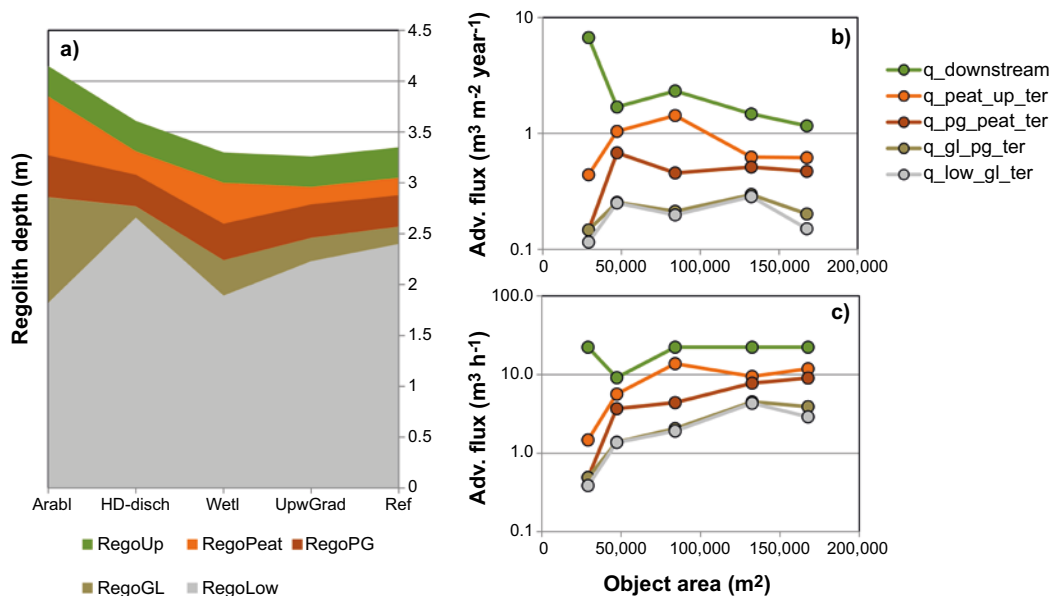 a)
4.5
4
3.5
3
2.5
2
1.5
1
0.5
0
Regolith depth (m)
Arabl HD-disch Wetl UpwGrad Ref
RegoUp RegoPeat RegoPG
RegoGL RegoLow
b)
Adv. flux (m³ m⁻² year⁻¹)
10
1
0.1
0 50,000 100,000 150,000 200,000
q_downstream
q_peat_up_ter
q_pg_peat_ter
q_gl_pg_ter
q_low_gl_ter
c)
Adv. flux (m³ h⁻¹)
100.0
10.0
1.0
0.1
0 50,000 100,000 150,000 200,000
Object area (m²)